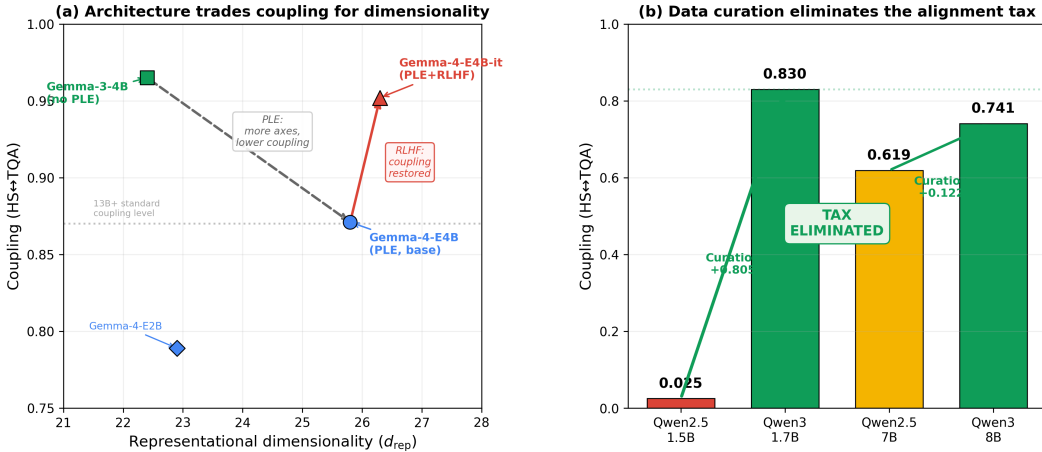 (a) Architecture trades coupling for dimensionality
1.00
0.95
0.90
0.85
0.80
0.75
Coupling (HS↔TQA)
Gemma-3-4B
(no PLE)
Gemma-4-E4B-it
(PLE+RLHF)
PLE:
more axes,
lower coupling
RLHF:
coupling
restored
13B+ standard
coupling level
Gemma-4-E4B
(PLE, base)
Gemma-4-E2B
21
22
23
24
25
26
27
28
Representational dimensionality (d_rep)
(b) Data curation eliminates the alignment tax
1.0
0.8
0.6
0.4
0.2
0.0
Coupling (HS↔TQA)
0.025
0.830
0.619
0.741
Curatio
+0.805
TAX
ELIMINATED
Curatio
Qwen2.5
1.5B
Qwen3
1.7B
Qwen2.5
7B
Qwen3
8B